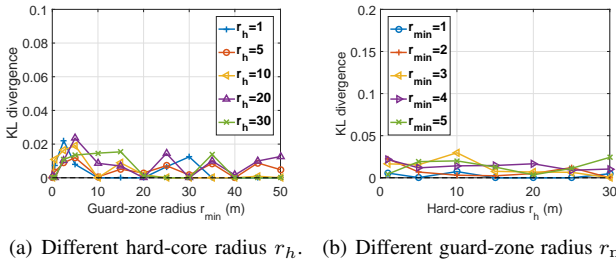 0.1
0.08
0.06
0.04
0.02
0
KL divergence
r_h=1
r_h=5
r_h=10
r_h=20
r_h=30
0 10 20 30 40 50
Guard-zone radius r_min (m)
0.2
0.15
0.1
0.05
0
KL divergence
r_min=1
r_min=2
r_min=3
r_min=4
r_min=5
0 10 20 30
Hard-core radius r_h (m)
(a) Different hard-core radius r_h.
(b) Different guard-zone radius